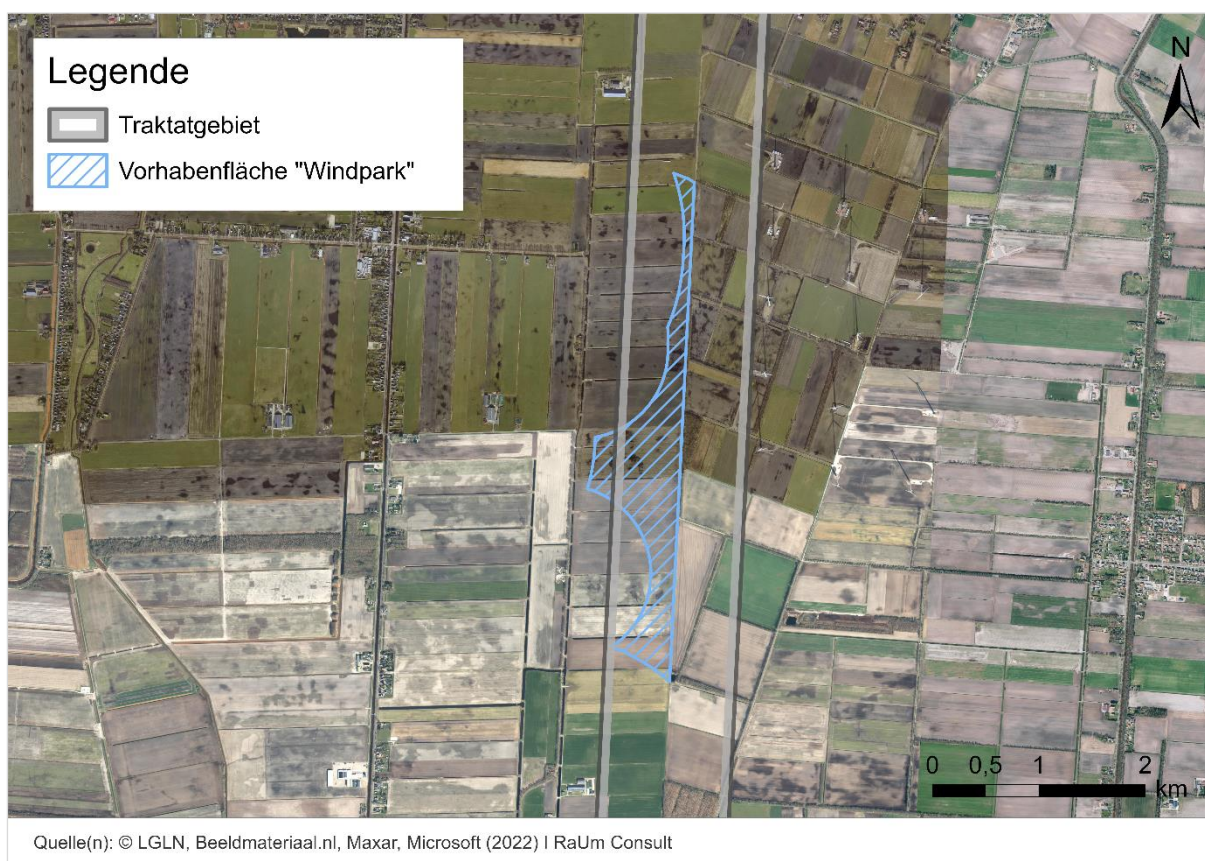 Legende
Traktatgebiet
Vorhabenfläche "Windpark"
N
0 0,5 1 2
km
Quelle(n): © LGLN, Beeldmateriaal.nl, Maxar, Microsoft (2022) I RaUm Consult